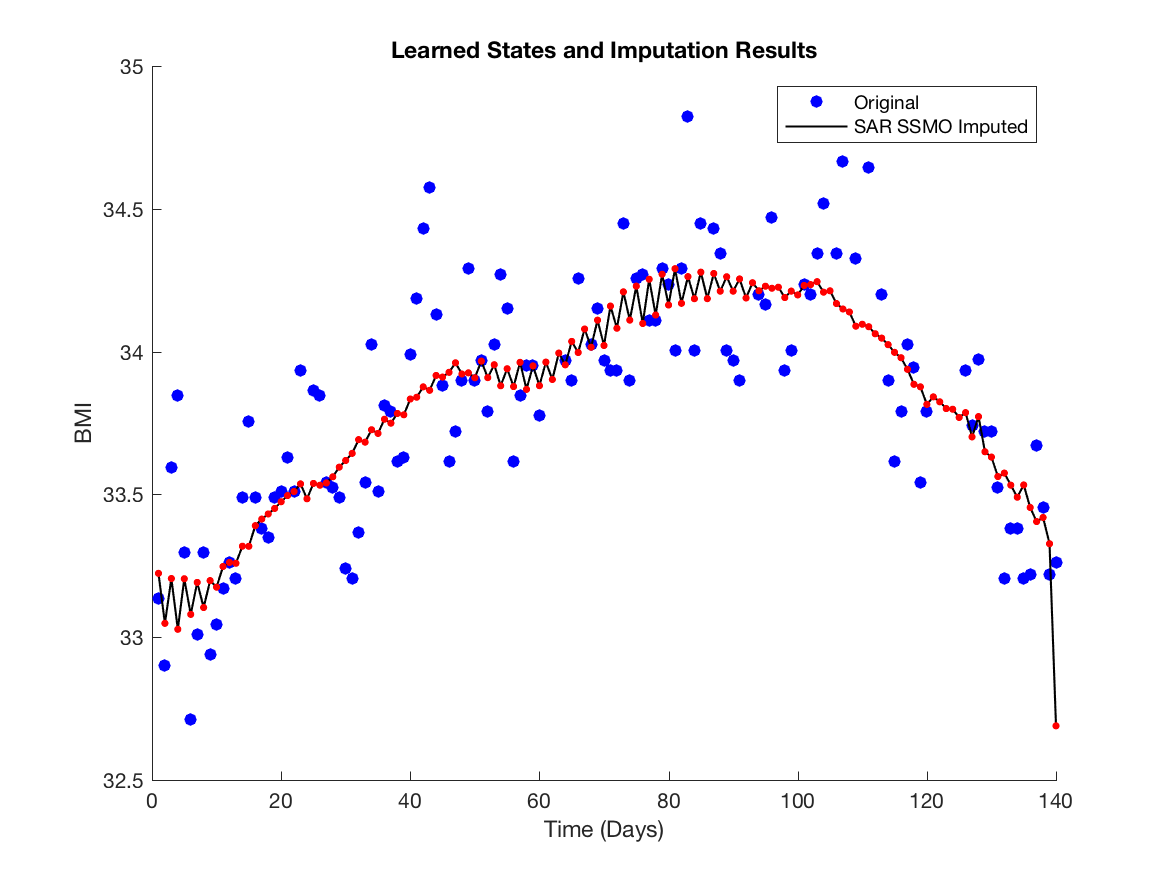 Learned States and Imputation Results
35
Original
SAR SSMO Imputed
34.5
34
BMI
33.5
33
32.5
0 20 40 60 80 100 120 140
Time (Days)